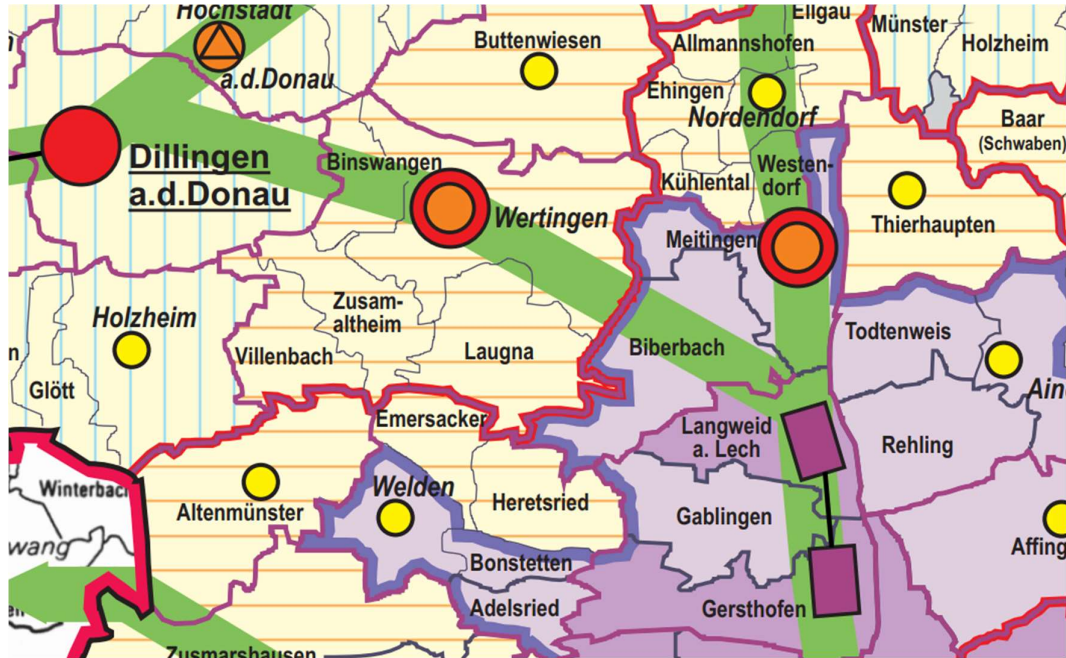 Höchstädt
a.d.Donau
Buttenwiesen
Allmannshofen
Ellgau
Münster
Holzheim
Ehingen
Nordendorf
Baar
(Schwaben)
Dillingen
a.d.Donau
Binswangen
Wertingen
Kühlental
Westen-
dorf
Thierhaupten
Meitingen
Holzheim
Zusam-
altheim
Villenbach
Laugna
Biberbach
Todtenweis
Glött
Emersacker
Langweid
a. Lech
Rehling
Winterbach
Altenmünster
Welden
Heretsried
Gablingen
wang
Bonstetten
Affing
Adelsried
Gersthofen
Zusmarshausen